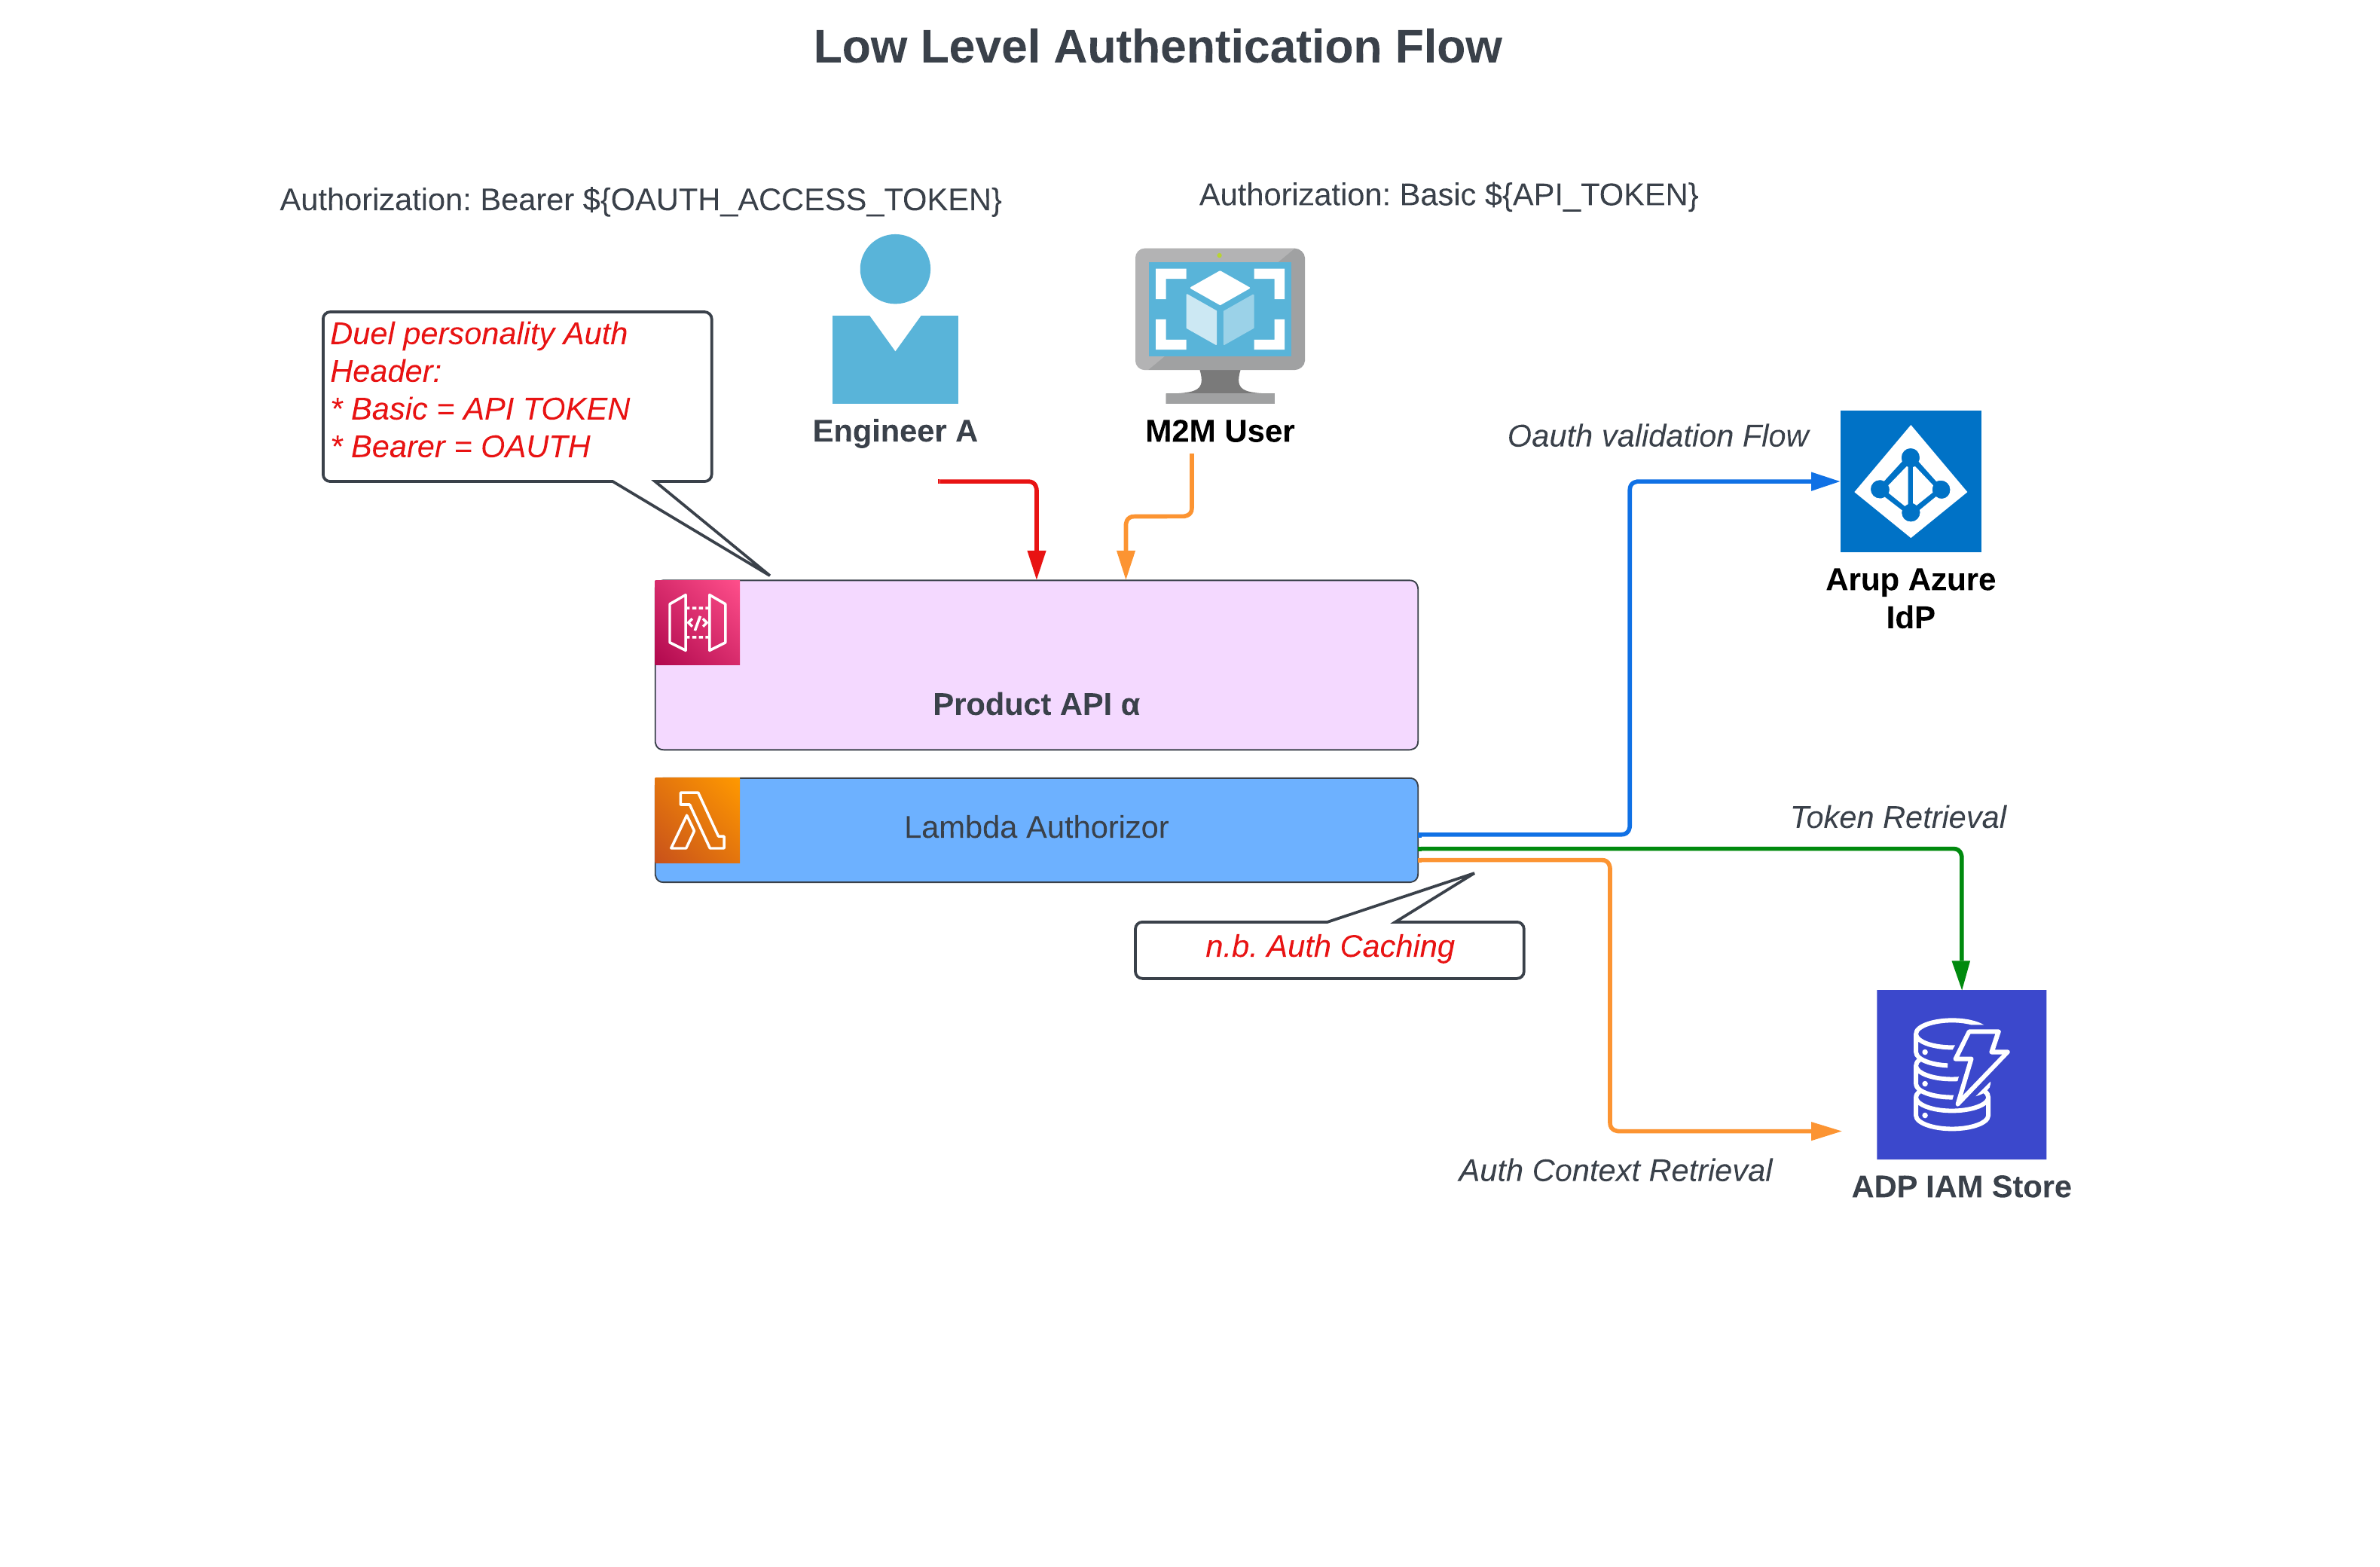 Low Level Authentication Flow
Authorization: Bearer ${OAUTH_ACCESS_TOKEN}
Authorization: Basic ${API_TOKEN}
Duel personality Auth
Header:
* Basic = API TOKEN
* Bearer = OAUTH
Engineer A
M2M User
Oauth validation Flow
Arup Azure
IdP
Product API α
Lambda Authorizor
Token Retrieval
n.b. Auth Caching
Auth Context Retrieval
ADP IAM Store